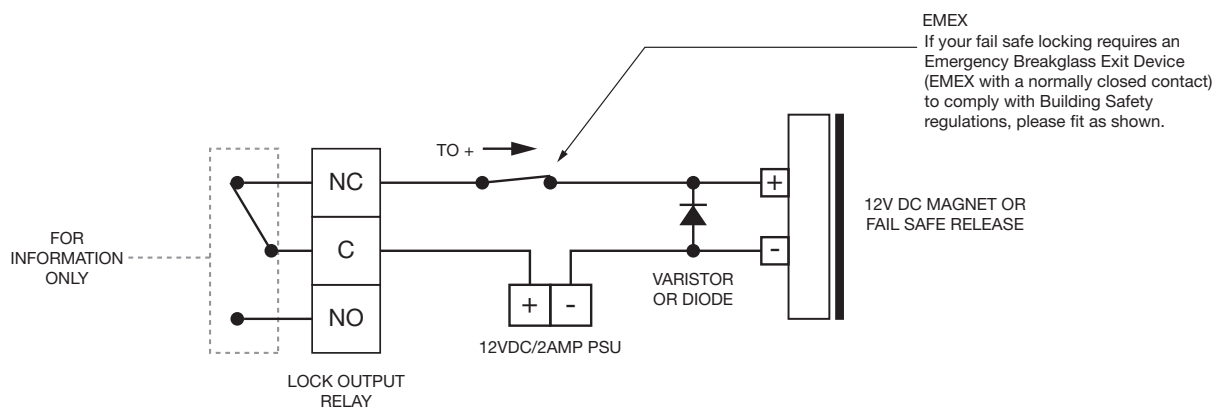 EMEX
If your fail safe locking requires an
Emergency Breakglass Exit Device
(EMEX with a normally closed contact)
to comply with Building Safety
regulations, please fit as shown.
TO +
NC
+
12V DC MAGNET OR
FAIL SAFE RELEASE
FOR
INFORMATION
ONLY
C
-
VARISTOR
OR DIODE
+ -
NO
12VDC/2AMP PSU
LOCK OUTPUT
RELAY